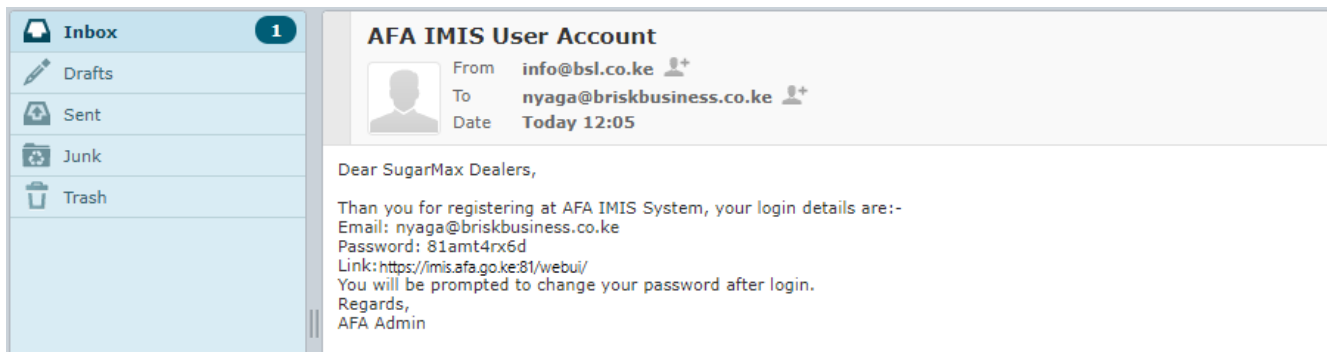 Inbox 1
Drafts
Sent
Junk
Trash
AFA IMIS User Account
From info@bsl.co.ke
To nyaga@briskbusiness.co.ke
Date Today 12:05
Dear SugarMax Dealers,
Than you for registering at AFA IMIS System, your login details are:-
Email: nyaga@briskbusiness.co.ke
Password: 81amt4rx6d
Link:https://imis.afa.go.ke:81/webui/
You will be prompted to change your password after login.
Regards,
AFA Admin